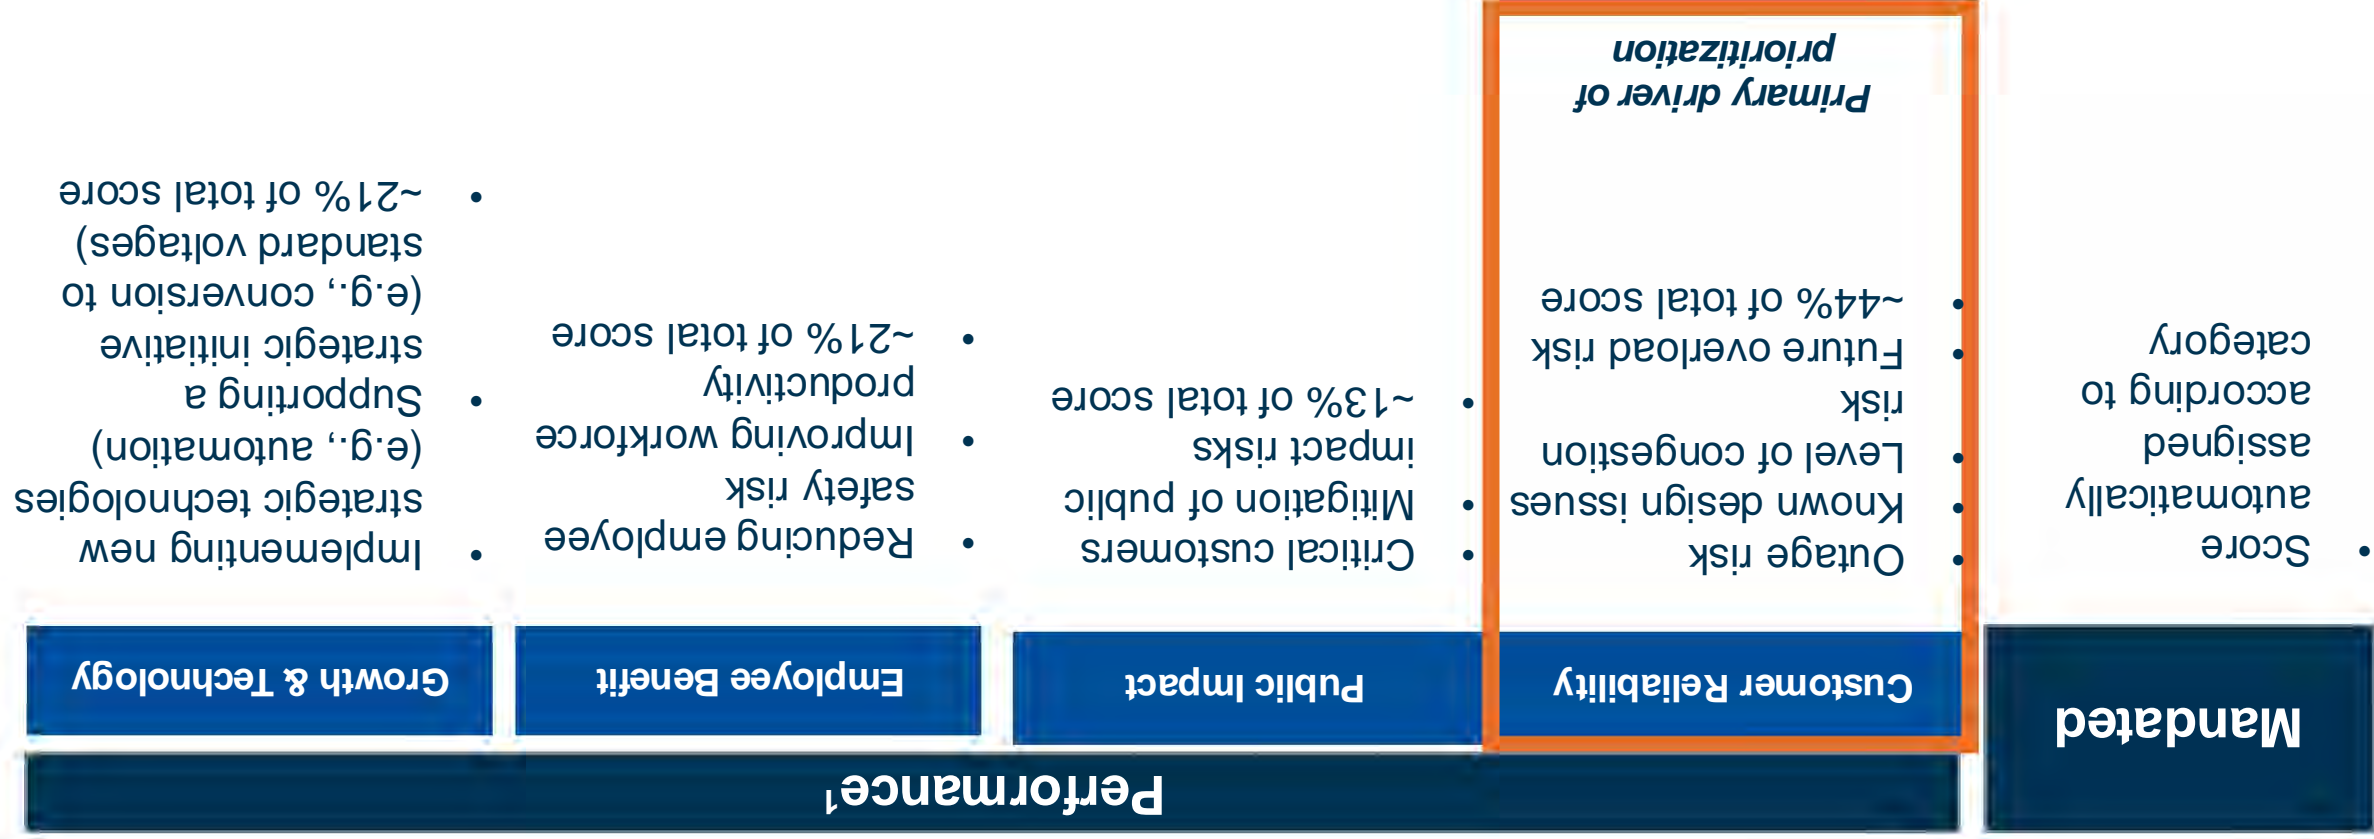 Mandated
• Score
automatically
assigned
according to
category
Performance¹
Customer Reliability
• Outage risk
• Known design issues
• Level of congestion
risk
• Future overload risk
• ~44% of total score
Primary driver of
prioritization
Public Impact
• Critical customers
• Mitigation of public
impact risks
• ~13% of total score
Employee Benefit
• Reducing employee
safety risk
• Improving workforce
productivity
• ~21% of total score
Growth & Technology
• Implementing new
strategic technologies
(e.g., automation)
• Supporting a
strategic initiative
(e.g., conversion to
standard voltages)
• ~21% of total score